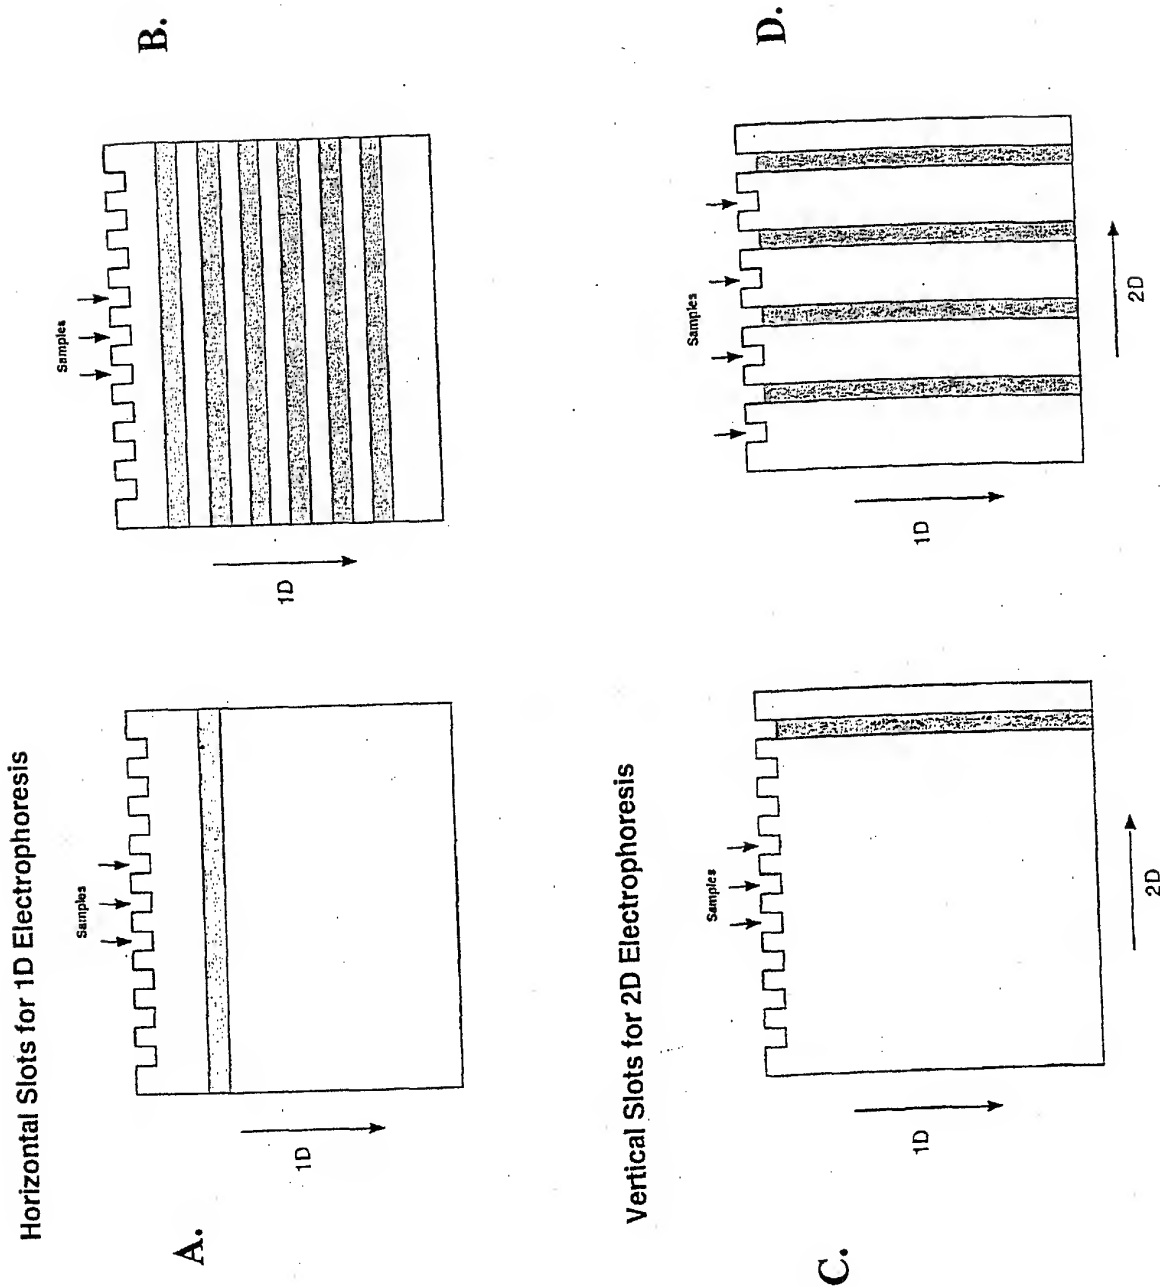 Horizontal Slots for 1D Electrophoresis
A.
Samples
1D
B.
Samples
1D
Vertical Slots for 2D Electrophoresis
C.
Samples
1D
2D
D.
Samples
1D
2D